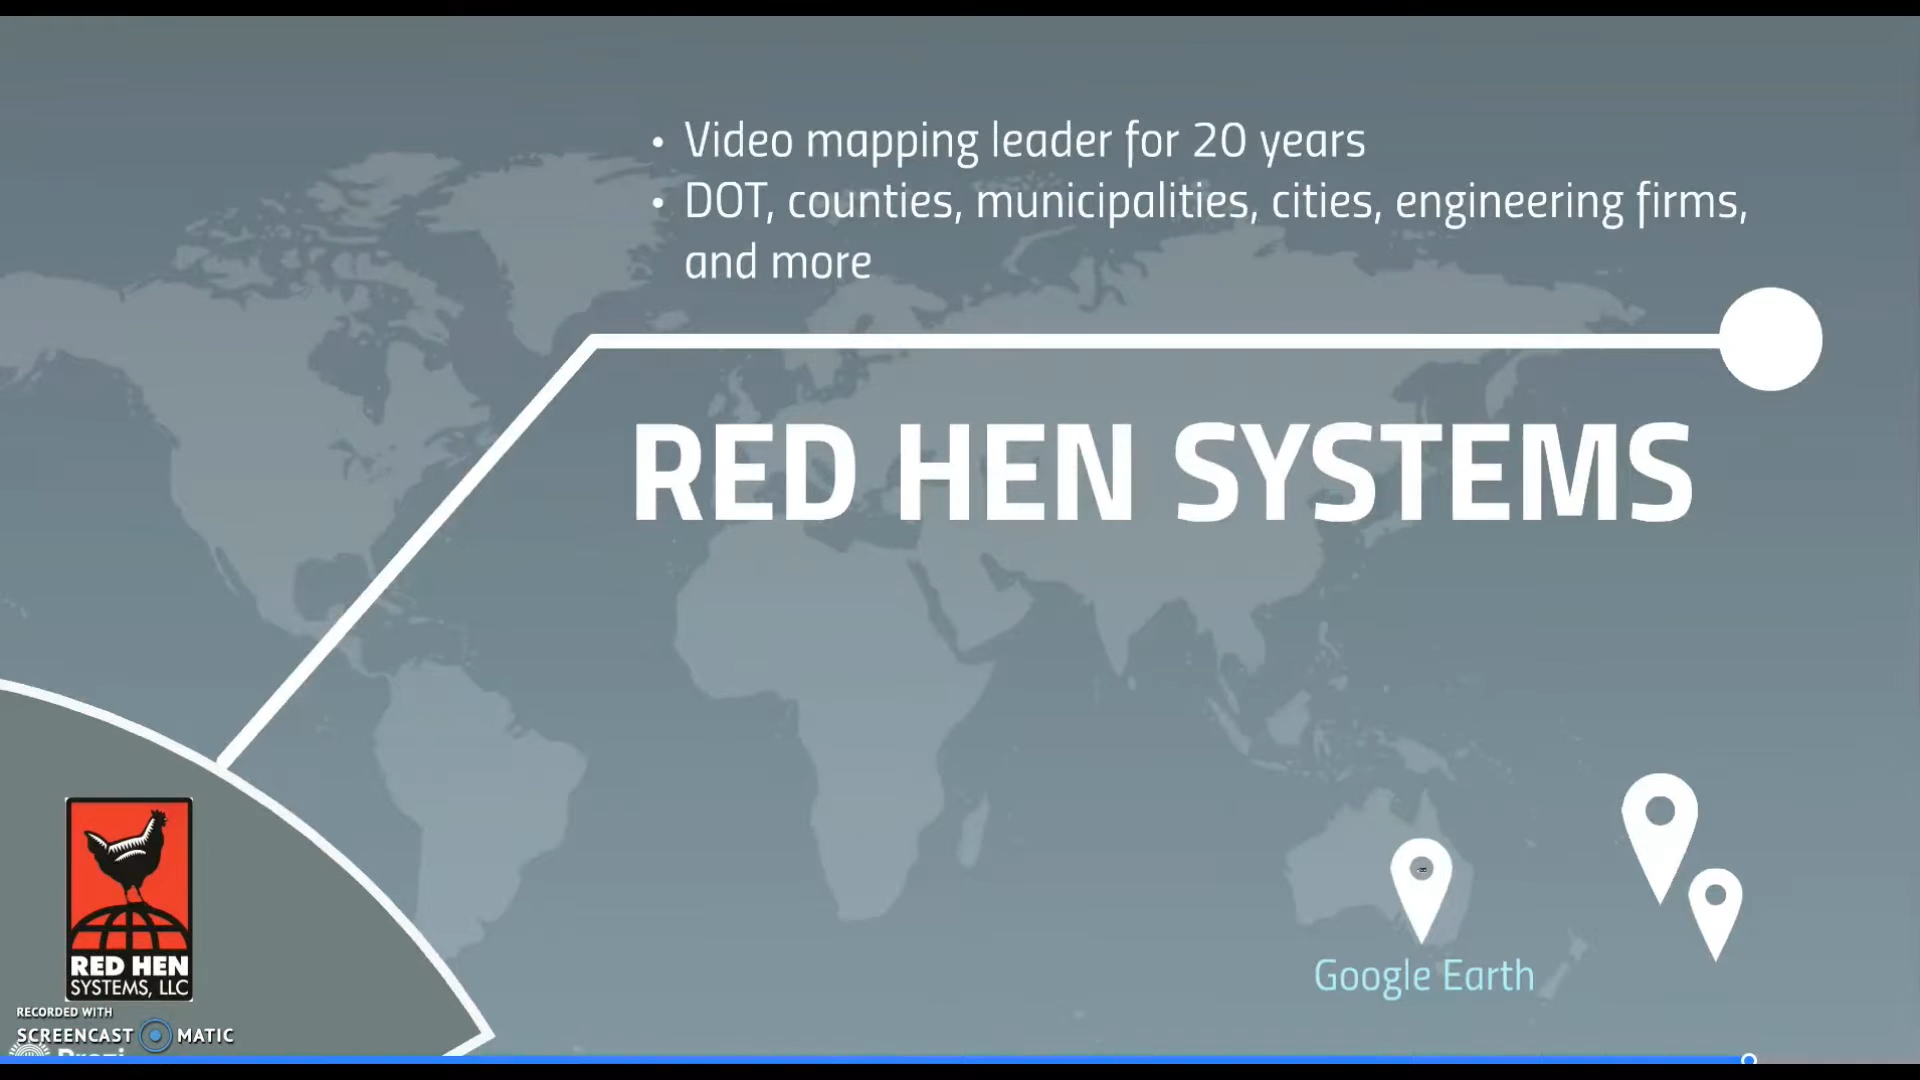 • Video mapping leader for 20 years
• DOT, counties, municipalities, cities, engineering firms,
and more
RED HEN SYSTEMS
Google Earth
RED HEN
SYSTEMS, LLC
RECORDED WITH
SCREENCAST MATIC
Prezi